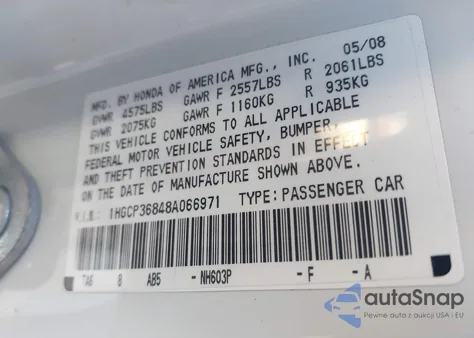 MFD. BY HONDA OF AMERICA MFG., INC. 05/08
GVWR 4575LBS GAWR F 2557LBS R 2061LBS
GVWR 2075KG GAWR F 1160KG R 935KG
THIS VEHICLE CONFORMS TO ALL APPLICABLE
FEDERAL MOTOR VEHICLE SAFETY, BUMPER,
AND THEFT PREVENTION STANDARDS IN EFFECT
ON THE DATE OF MANUFACTURE SHOWN ABOVE.
V.I.N. 1HGCP36848A066971 TYPE: PASSENGER CAR
TA6 8 AB5 -NH603P -F -A
autoSnap
Pewne auta z aukcji USA i EU